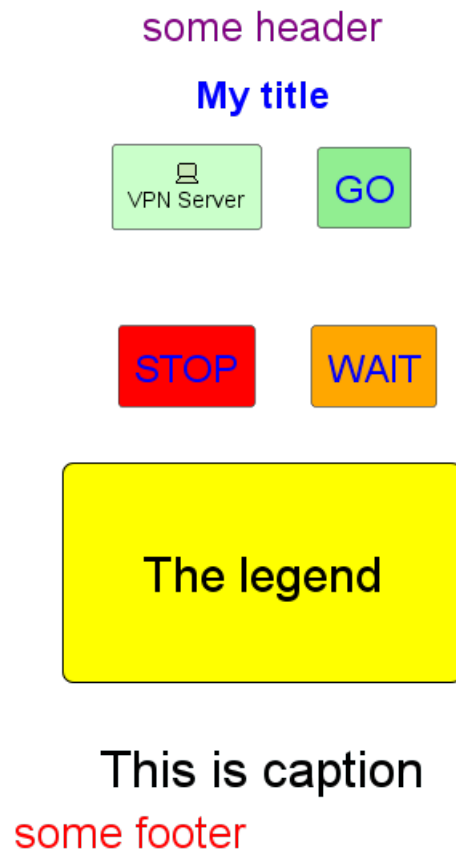 some header
My title
VPN Server
GO
STOP
WAIT
The legend
This is caption
some footer